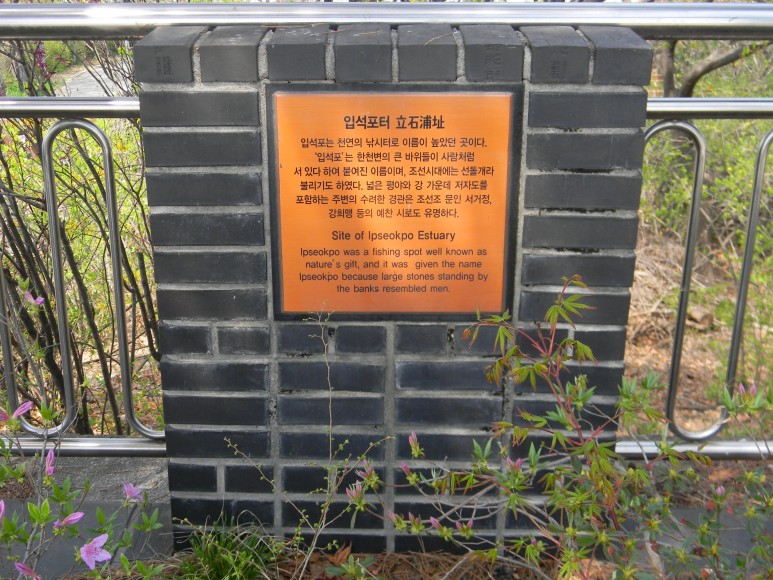 입석포터 立石浦址
입석포는 천연의 낚시터로 이름이 높았던 곳이다.
'입석포'는 한천변의 큰 바위들이 사람처럼
서 있다 하여 붙여진 이름이며, 조선시대에는 선돌개라
불리기도 하였다. 넓은 평야와 강 가운데 저자도를
포함하는 주변의 수려한 경관은 조선조 문인 서거정,
강희맹 등의 예찬 시로도 유명하다.
Site of Ipseokpo Estuary
Ipseokpo was a fishing spot well known as
nature's gift, and it was given the name
Ipseokpo because large stones standing by
the banks resembled men.